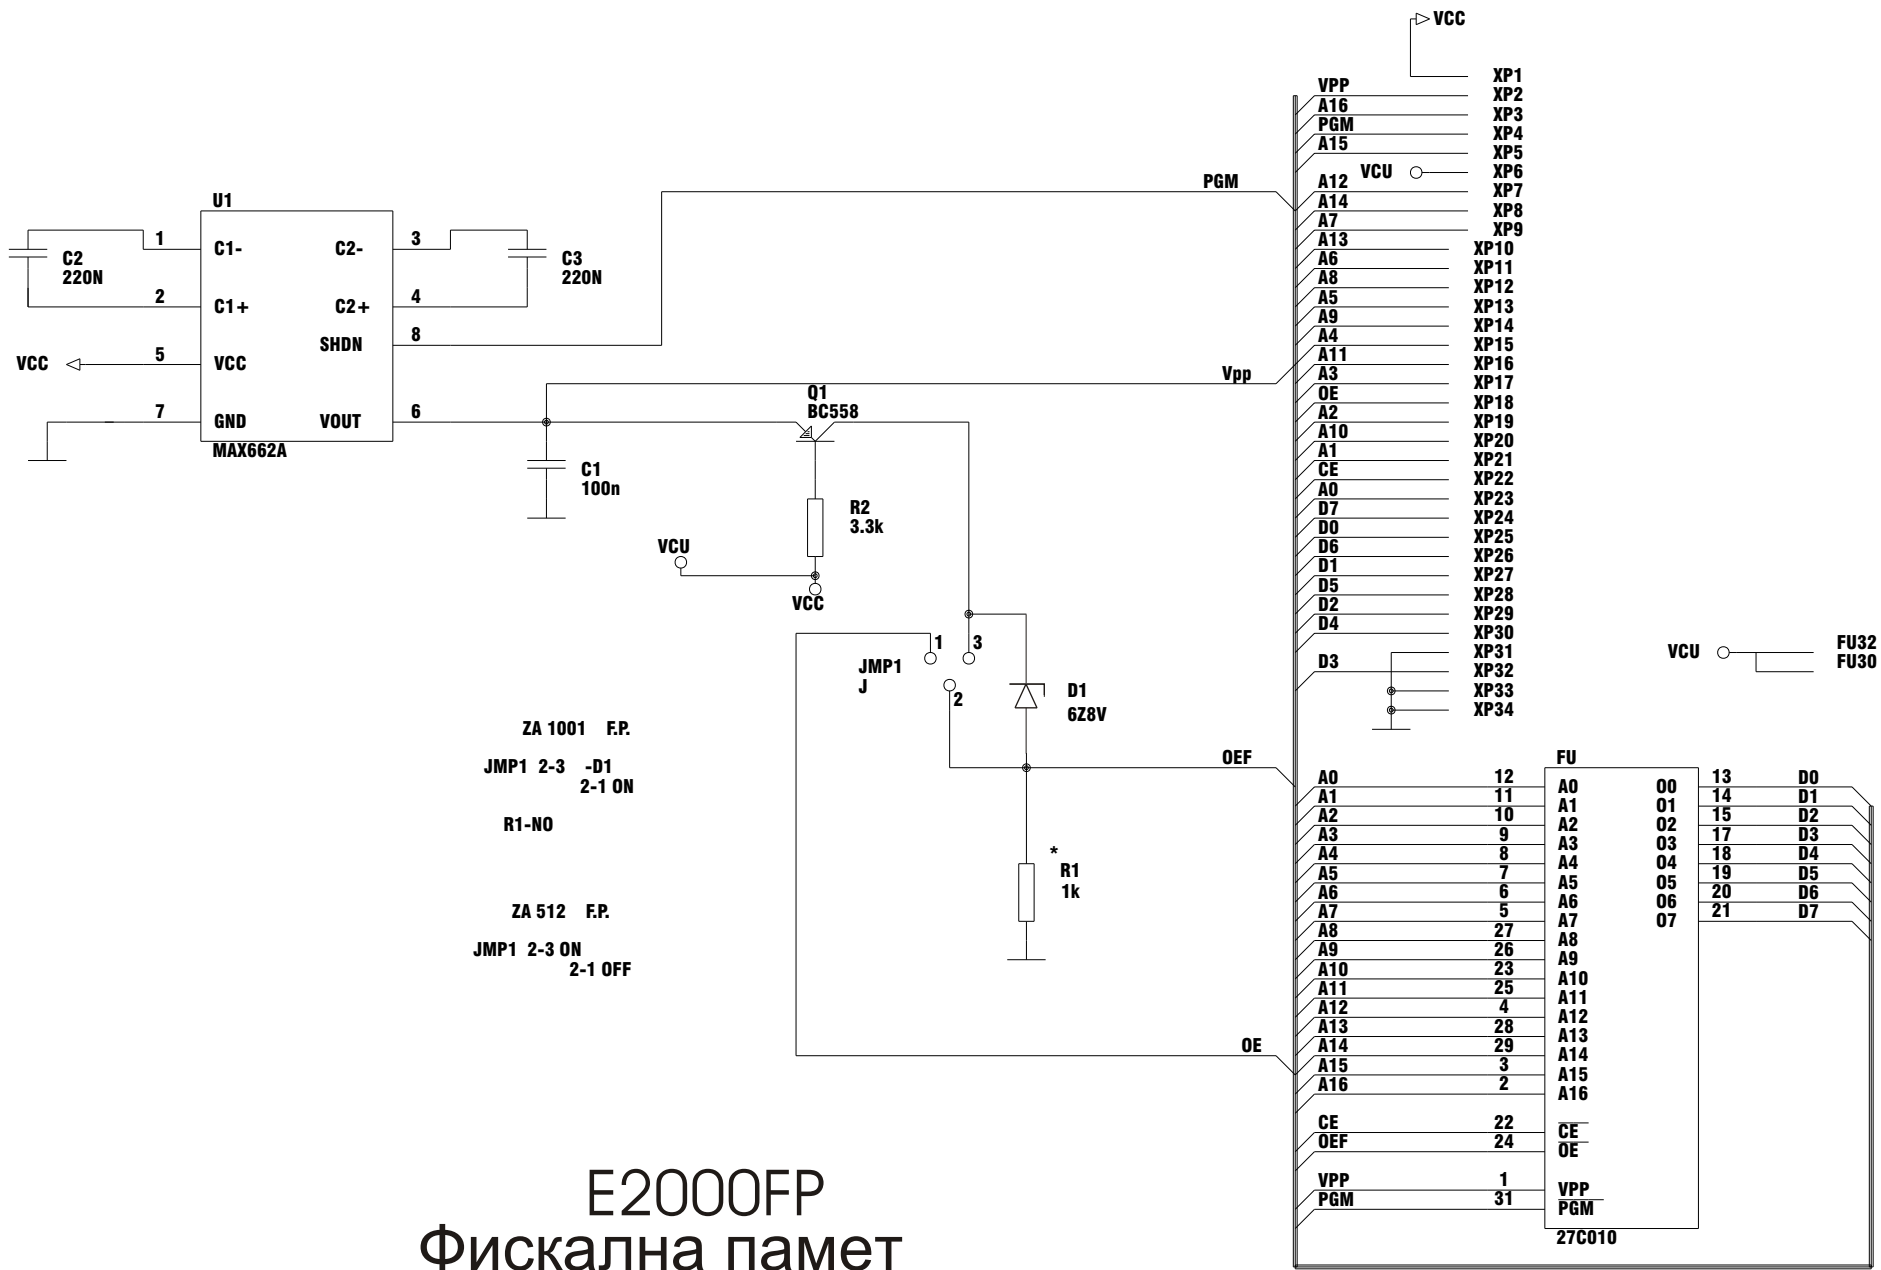 VCC
XP1
VPP XP2
A16 XP3
PGM XP4
A15 XP5
VCU XP6
A12 XP7
A14 XP8
A7 XP9
A13 XP10
A6 XP11
A8 XP12
A5 XP13
A9 XP14
A4 XP15
A11 XP16
A3 XP17
OE XP18
A2 XP19
A10 XP20
A1 XP21
CE XP22
A0 XP23
D7 XP24
D0 XP25
D6 XP26
D1 XP27
D5 XP28
D2 XP29
D4 XP30
XP31
D3 XP32
XP33
XP34
PGM
U1
1 C1- C2- 3
C2
220N
C3
220N
2 C1+ C2+ 4
SHDN 8
VCC 5 VCC
7 GND VOUT 6
MAX662A
Vpp
Q1
BC558
C1
100n
R2
3.3k
VCU
VCC
1 3
JMP1
J
2
D1
6Z8V
VCU FU32
FU30
ZA 1001 F.P.
JMP1 2-3 -D1
2-1 ON
R1-NO
ZA 512 F.P.
JMP1 2-3 ON
2-1 OFF
OEF
*
R1
1k
OE
FU
A0 12 A0 O0 13 D0
A1 11 A1 O1 14 D1
A2 10 A2 O2 15 D2
A3 9 A3 O3 17 D3
A4 8 A4 O4 18 D4
A5 7 A5 O5 19 D5
A6 6 A6 O6 20 D6
A7 5 A7 O7 21 D7
A8 27 A8
A9 26 A9
A10 23 A10
A11 25 A11
A12 4 A12
A13 28 A13
A14 29 A14
A15 3 A15
A16 2 A16
CE 22 CE
OEF 24 OE
VPP 1 VPP
PGM 31 PGM
27C010
E2000FP
Фискална памет